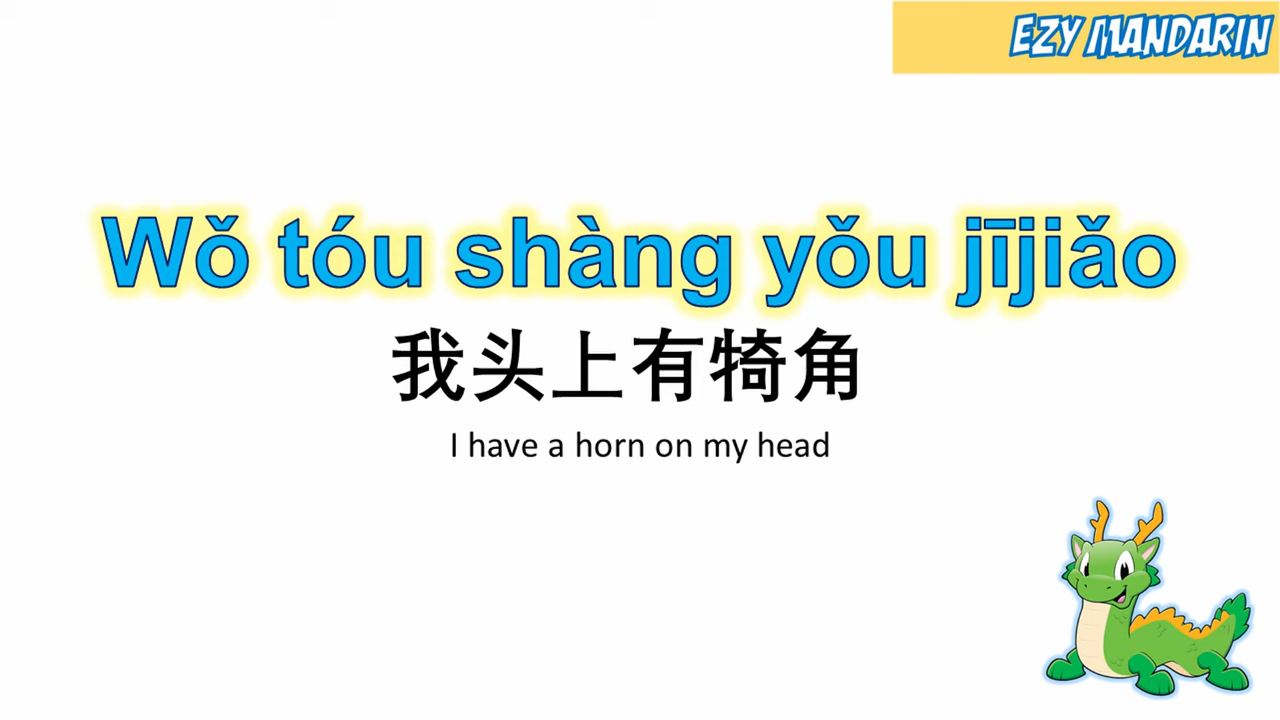 EZY MANDARIN
Wǒ tóu shàng yǒu jījiǎo
我头上有犄角
I have a horn on my head